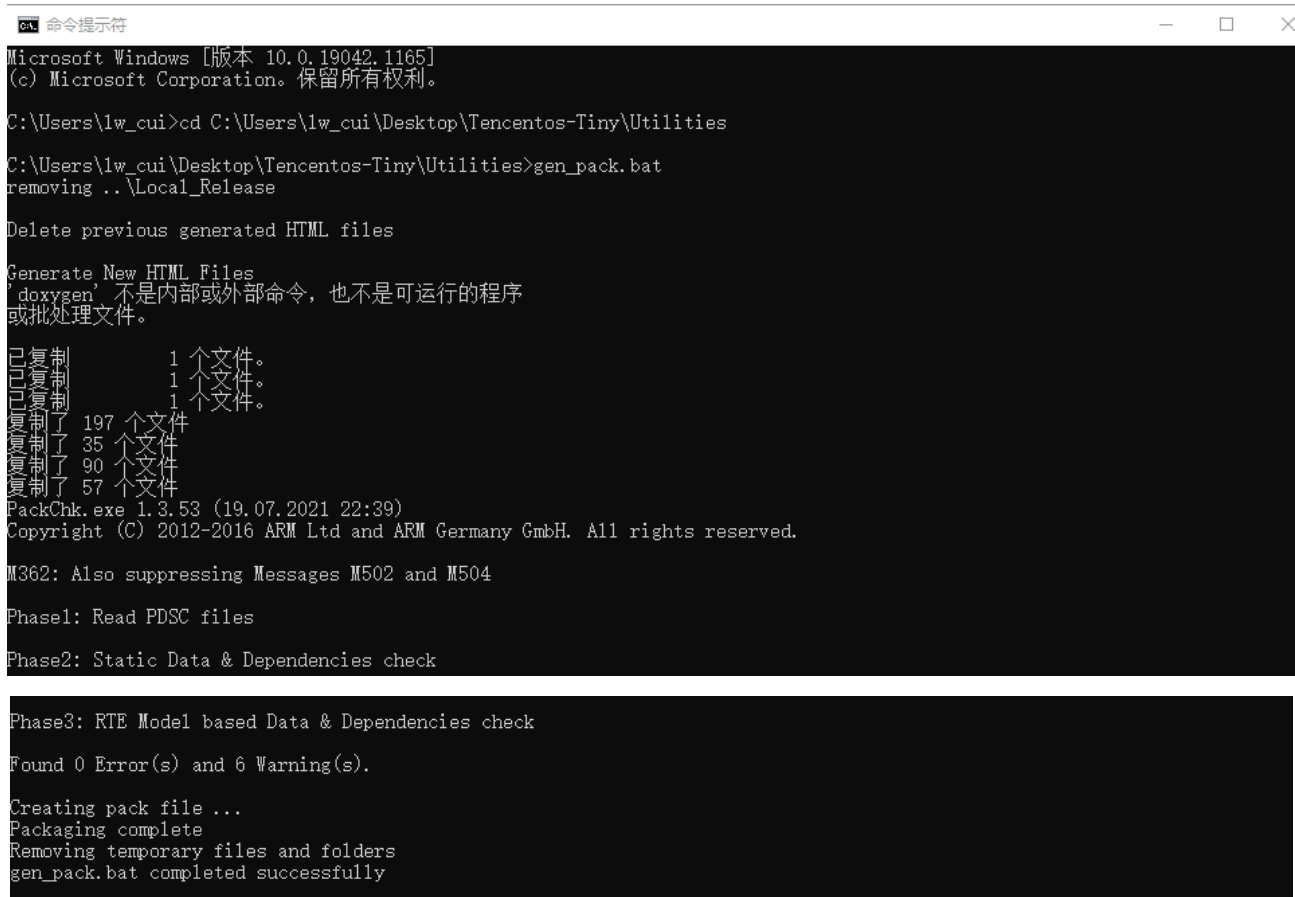 命令提示符
Microsoft Windows [版本 10.0.19042.1165]
(c) Microsoft Corporation。保留所有权利。
C:\Users\lw_cui>cd C:\Users\lw_cui\Desktop\Tencentos-Tiny\Utilities
C:\Users\lw_cui\Desktop\Tencentos-Tiny\Utilities>gen_pack.bat
removing ..\Local_Release
Delete previous generated HTML files
Generate New HTML Files
'doxygen' 不是内部或外部命令，也不是可运行的程序
或批处理文件。
已复制         1 个文件。
已复制         1 个文件。
已复制         1 个文件。
复制了 197 个文件
复制了 35 个文件
复制了 90 个文件
复制了 57 个文件
PackChk.exe 1.3.53 (19.07.2021 22:39)
Copyright (C) 2012-2016 ARM Ltd and ARM Germany GmbH. All rights reserved.
M362: Also suppressing Messages M502 and M504
Phase1: Read PDSC files
Phase2: Static Data & Dependencies check
Phase3: RTE Model based Data & Dependencies check
Found 0 Error(s) and 6 Warning(s).
Creating pack file ...
Packaging complete
Removing temporary files and folders
gen_pack.bat completed successfully